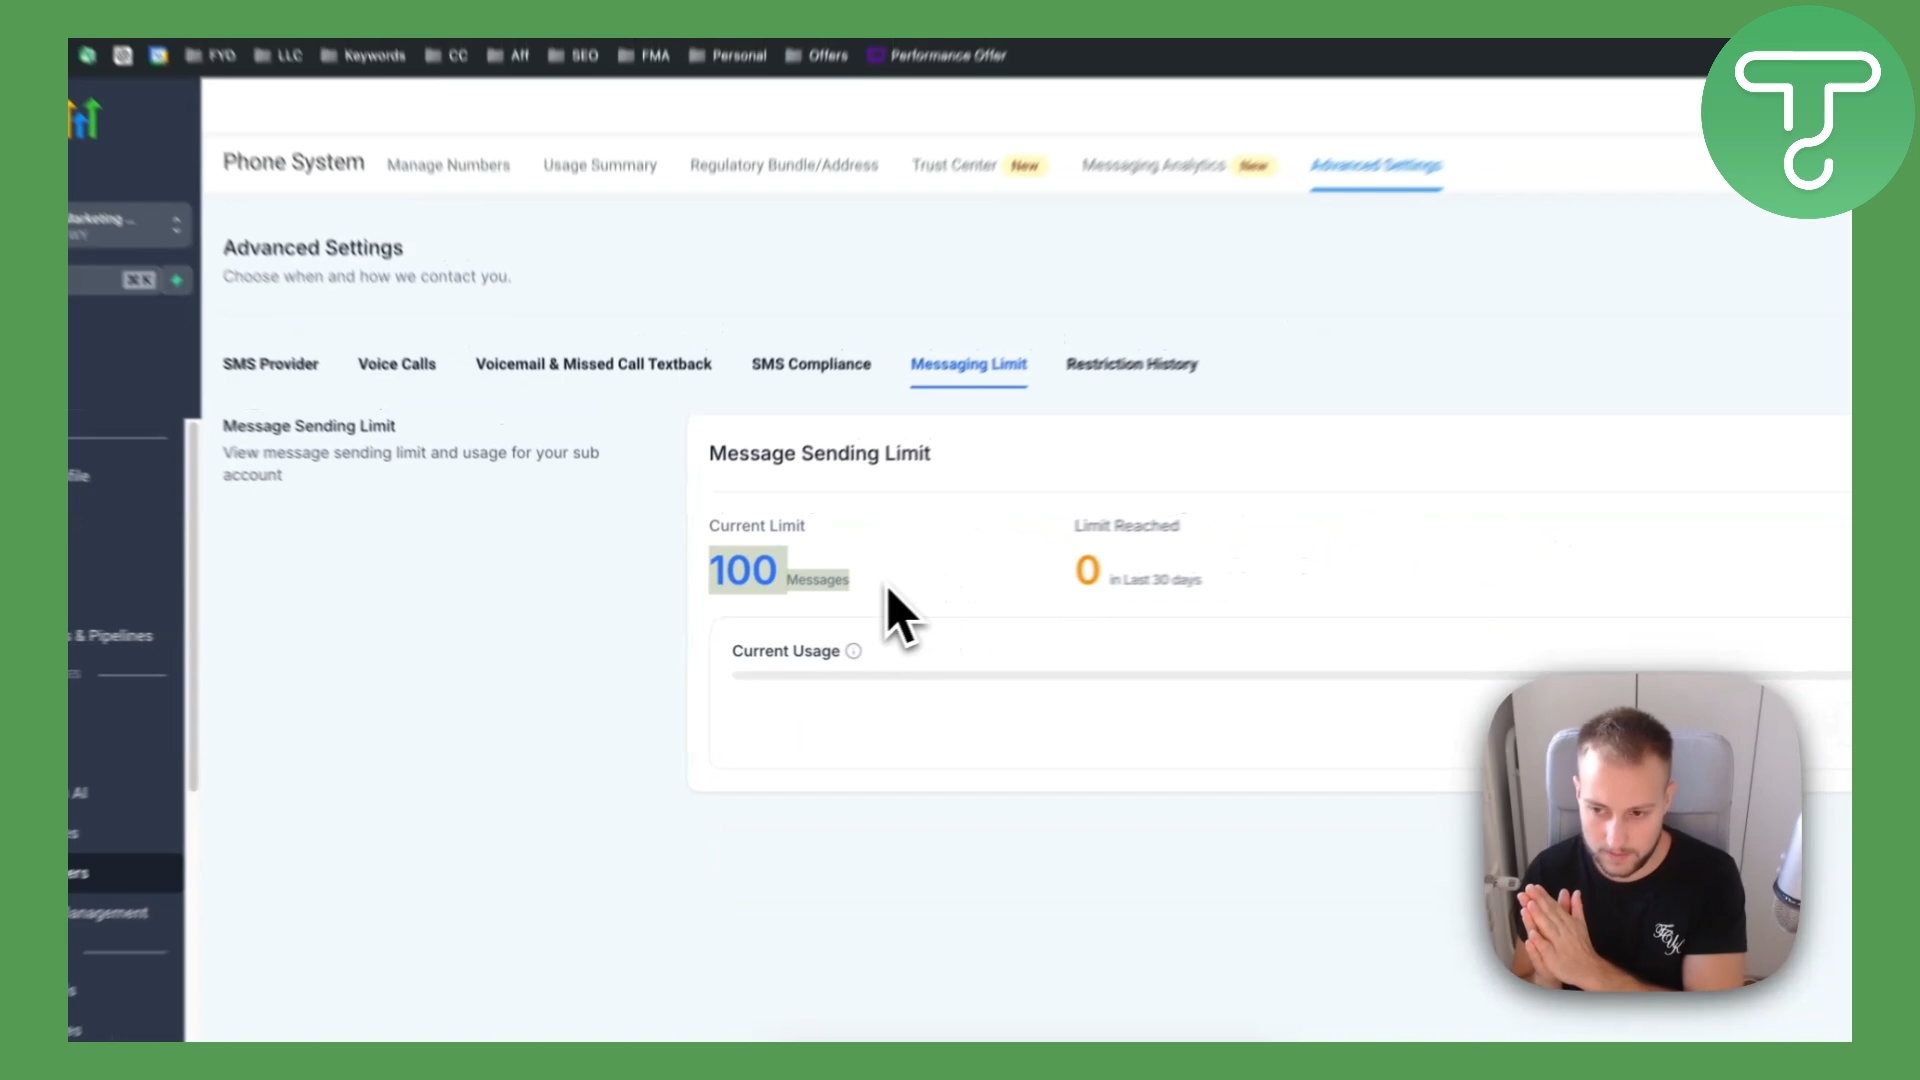 FYD LLC Keywords CC Aff SEO FMA Personal Offers Performance Offer
Phone System Manage Numbers Usage Summary Regulatory Bundle/Address Trust Center New Messaging Analytics New Advanced Settings
Marketing ...
Advanced Settings
Choose when and how we contact you.
⌘K
SMS Provider Voice Calls Voicemail & Missed Call Textback SMS Compliance Messaging Limit Restriction History
Message Sending Limit
View message sending limit and usage for your sub
account
Message Sending Limit
Current Limit Limit Reached
100 Messages 0 in Last 30 days
Current Usage
& Pipelines
AI